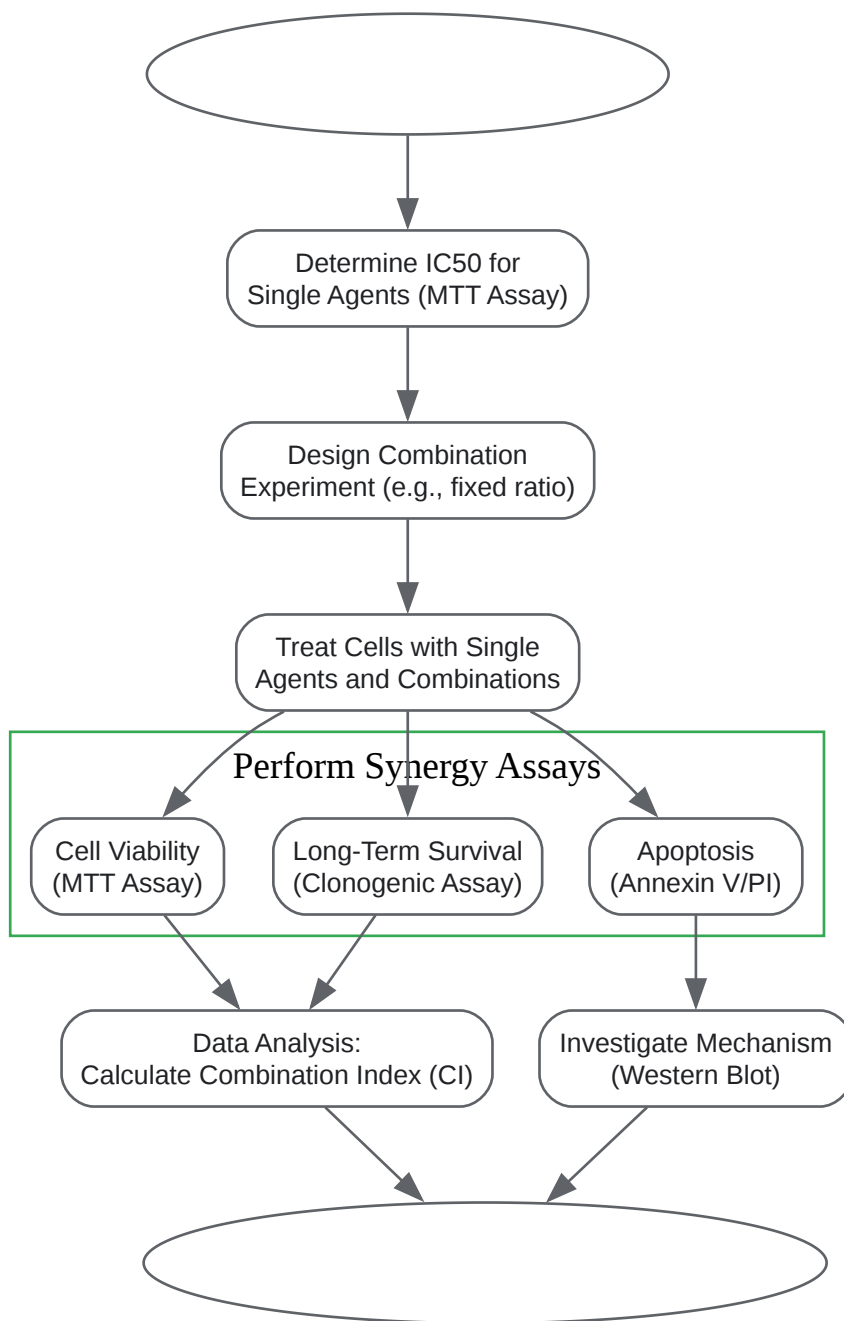 Determine IC50 for
Single Agents (MTT Assay)
Design Combination
Experiment (e.g., fixed ratio)
Treat Cells with Single
Agents and Combinations
Perform Synergy Assays
Cell Viability
(MTT Assay)
Long-Term Survival
(Clonogenic Assay)
Apoptosis
(Annexin V/PI)
Data Analysis:
Calculate Combination Index (CI)
Investigate Mechanism
(Western Blot)